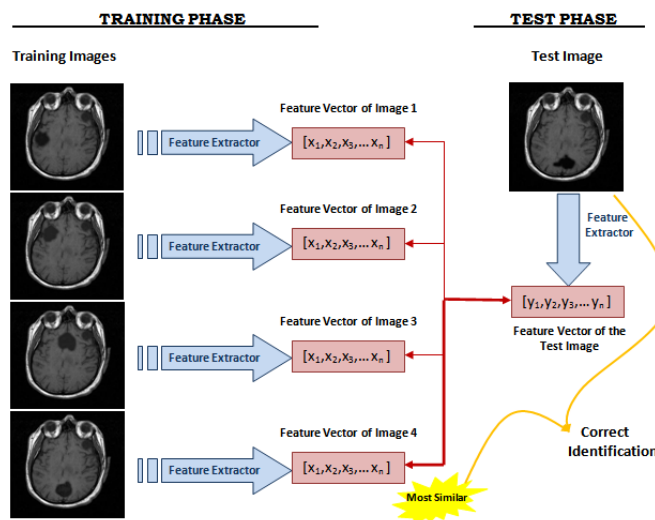 TRAINING PHASE
TEST PHASE
Training Images
Test Image
Feature Vector of Image 1
Feature Extractor
[x₁,x₂,x₃,... xₙ]
Feature Vector of Image 2
Feature Extractor
[x₁,x₂,x₃,... xₙ]
Feature
Extractor
[y₁,y₂,y₃,... yₙ]
Feature Vector of the
Test Image
Feature Vector of Image 3
Feature Extractor
[x₁,x₂,x₃,... xₙ]
Feature Vector of Image 4
Feature Extractor
[x₁,x₂,x₃,... xₙ]
Most Similar
Correct
Identification